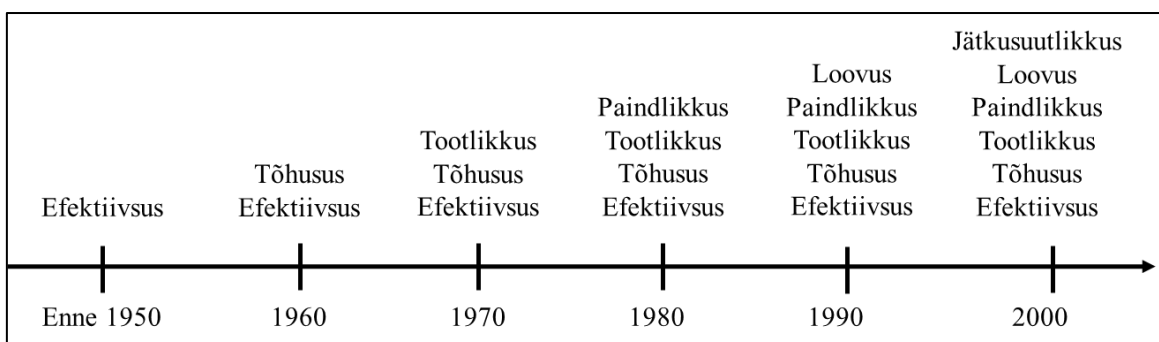 Efektiivsus
Tõhusus
Efektiivsus
Tootlikkus
Tõhusus
Efektiivsus
Paindlikkus
Tootlikkus
Tõhusus
Efektiivsus
Loovus
Paindlikkus
Tootlikkus
Tõhusus
Efektiivsus
Jätkusuutlikkus
Loovus
Paindlikkus
Tootlikkus
Tõhusus
Efektiivsus
Enne 1950
1960
1970
1980
1990
2000